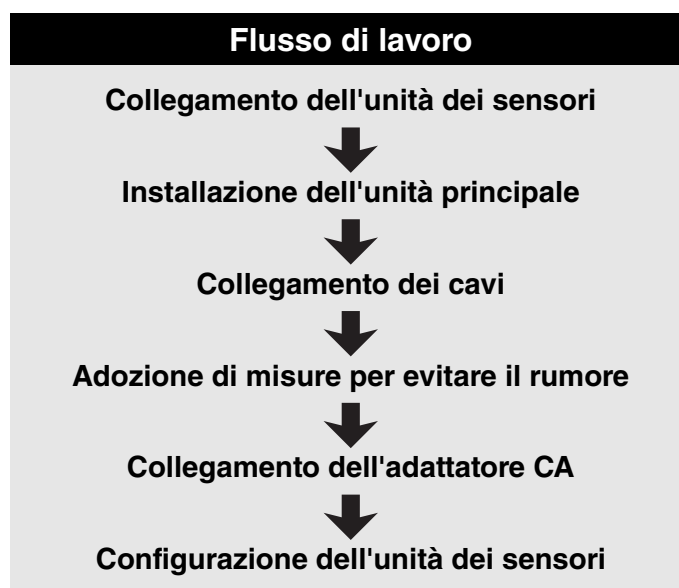 Flusso di lavoro
Collegamento dell'unità dei sensori
Installazione dell'unità principale
Collegamento dei cavi
Adozione di misure per evitare il rumore
Collegamento dell'adattatore CA
Configurazione dell'unità dei sensori